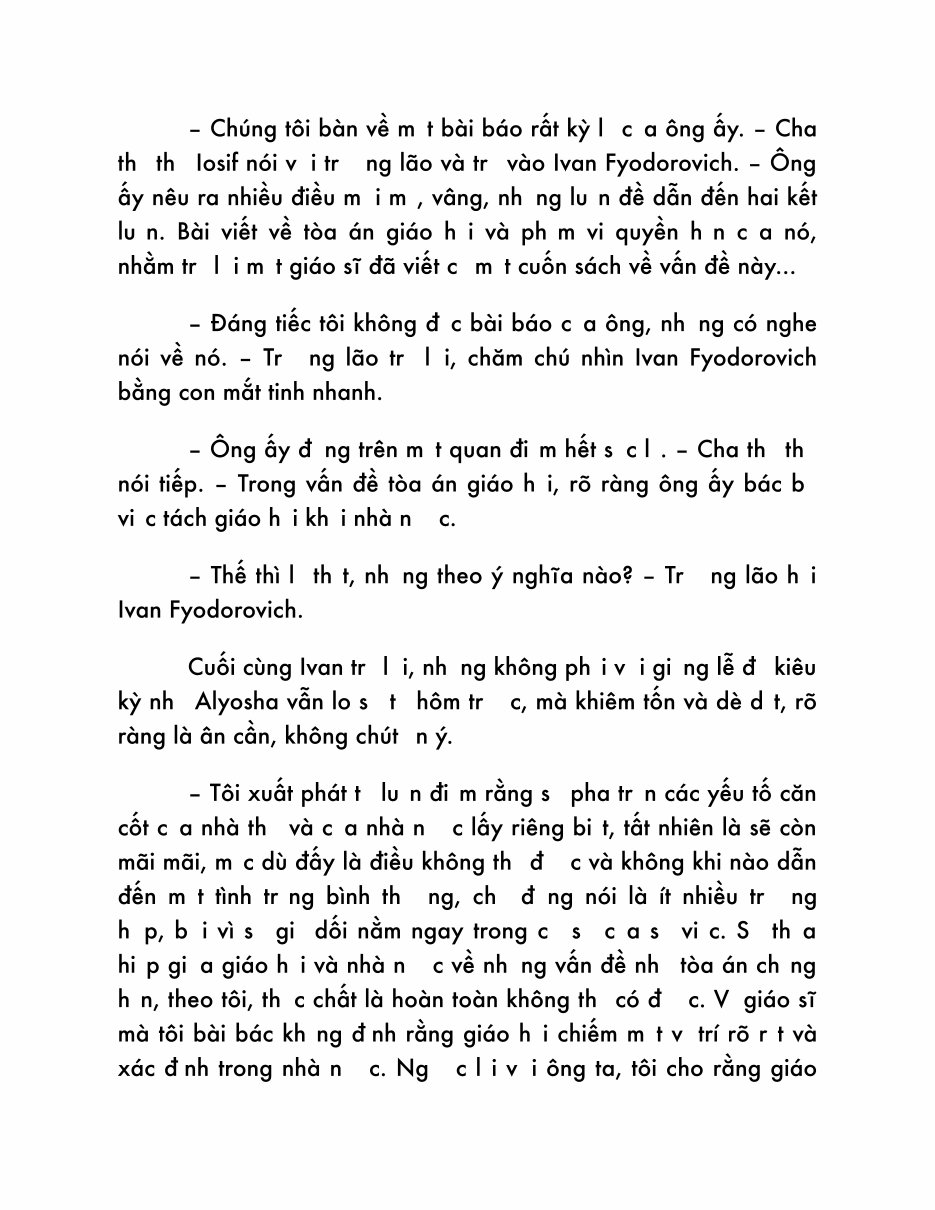 – Chúng tôi bàn về m t bài báo rất kỳ l c a ông ấy. – Cha
th th Iosif nói v i tr ng lão và tr vào Ivan Fyodorovich. – Ông
ấy nêu ra nhiều điều m i m , vâng, nh ng lu n đề dẫn đến hai kết
lu n. Bài viết về tòa án giáo h i và ph m vi quyền h n c a nó,
nhằm tr l i m t giáo sĩ đã viết c m t cuốn sách về vấn đề này...
– Đáng tiếc tôi không đ c bài báo c a ông, nh ng có nghe
nói về nó. – Tr ng lão tr l i, chăm chú nhìn Ivan Fyodorovich
bằng con mắt tinh nhanh.
– Ông ấy đ ng trên m t quan đi m hết s c l . – Cha th th
nói tiếp. – Trong vấn đề tòa án giáo h i, rõ ràng ông ấy bác b
vi c tách giáo h i kh i nhà n c.
– Thế thì l th t, nh ng theo ý nghĩa nào? – Tr ng lão h i
Ivan Fyodorovich.
Cuối cùng Ivan tr l i, nh ng không ph i v i gi ng lễ đ kiêu
kỳ nh Alyosha vẫn lo s t hôm tr c, mà khiêm tốn và dè d t, rõ
ràng là ân cần, không chút n ý.
– Tôi xuất phát t lu n đi m rằng s pha tr n các yếu tố căn
cốt c a nhà th và c a nhà n c lấy riêng bi t, tất nhiên là sẽ còn
mãi mãi, m c dù đấy là điều không th đ c và không khi nào dẫn
đến m t tình tr ng bình th ng, ch đ ng nói là ít nhiều tr ng
h p, b i vì s gi dối nằm ngay trong c s c a s vi c. S th a
hi p gi a giáo h i và nhà n c về nh ng vấn đề nh tòa án ch ng
h n, theo tôi, th c chất là hoàn toàn không th có đ c. V giáo sĩ
mà tôi bài bác kh ng đ nh rằng giáo h i chiếm m t v trí rõ r t và
xác đ nh trong nhà n c. Ng c l i v i ông ta, tôi cho rằng giáo